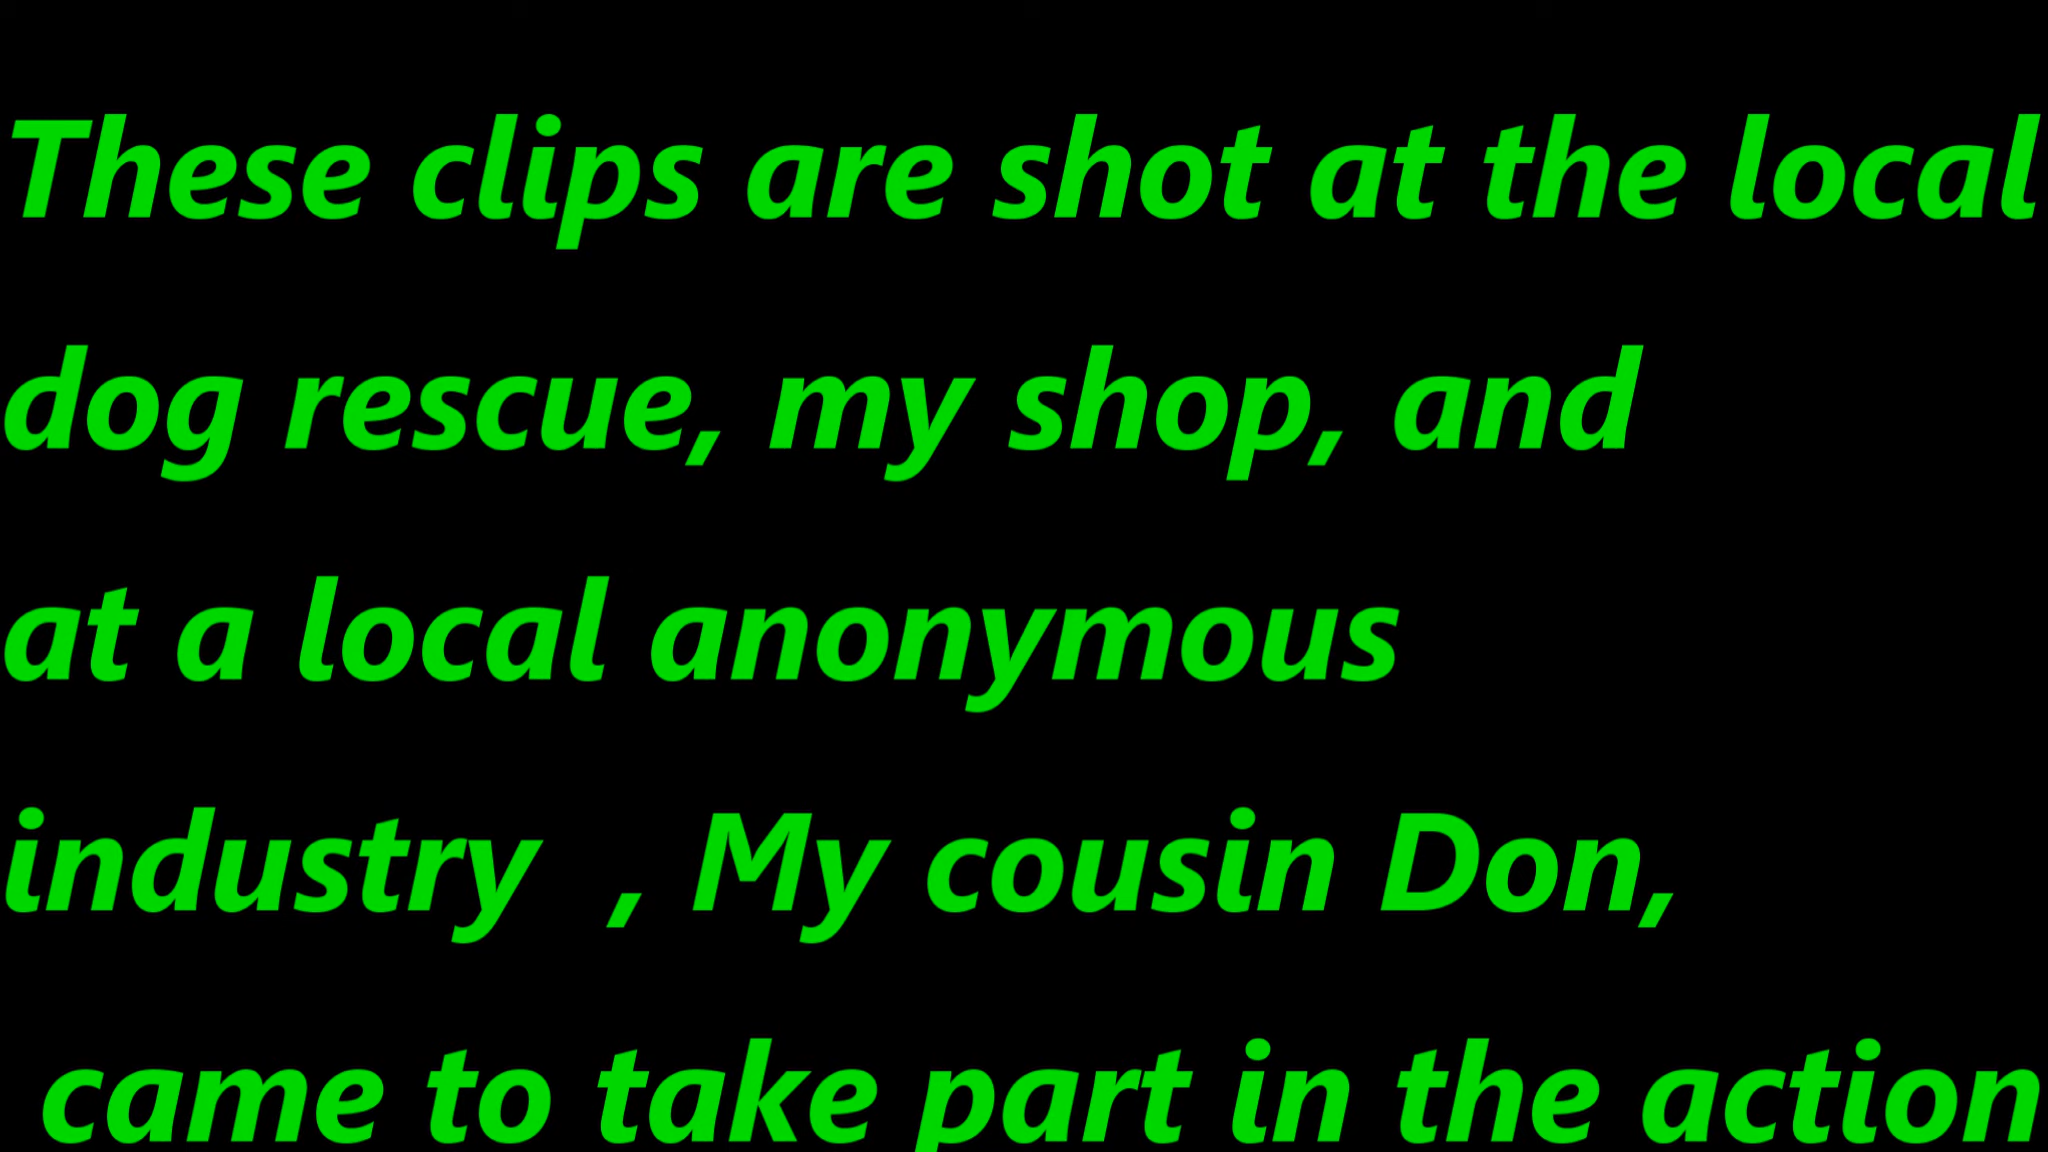 These clips are shot at the local
dog rescue, my shop, and
at a local anonymous
industry  , My cousin Don,
came to take part in the action